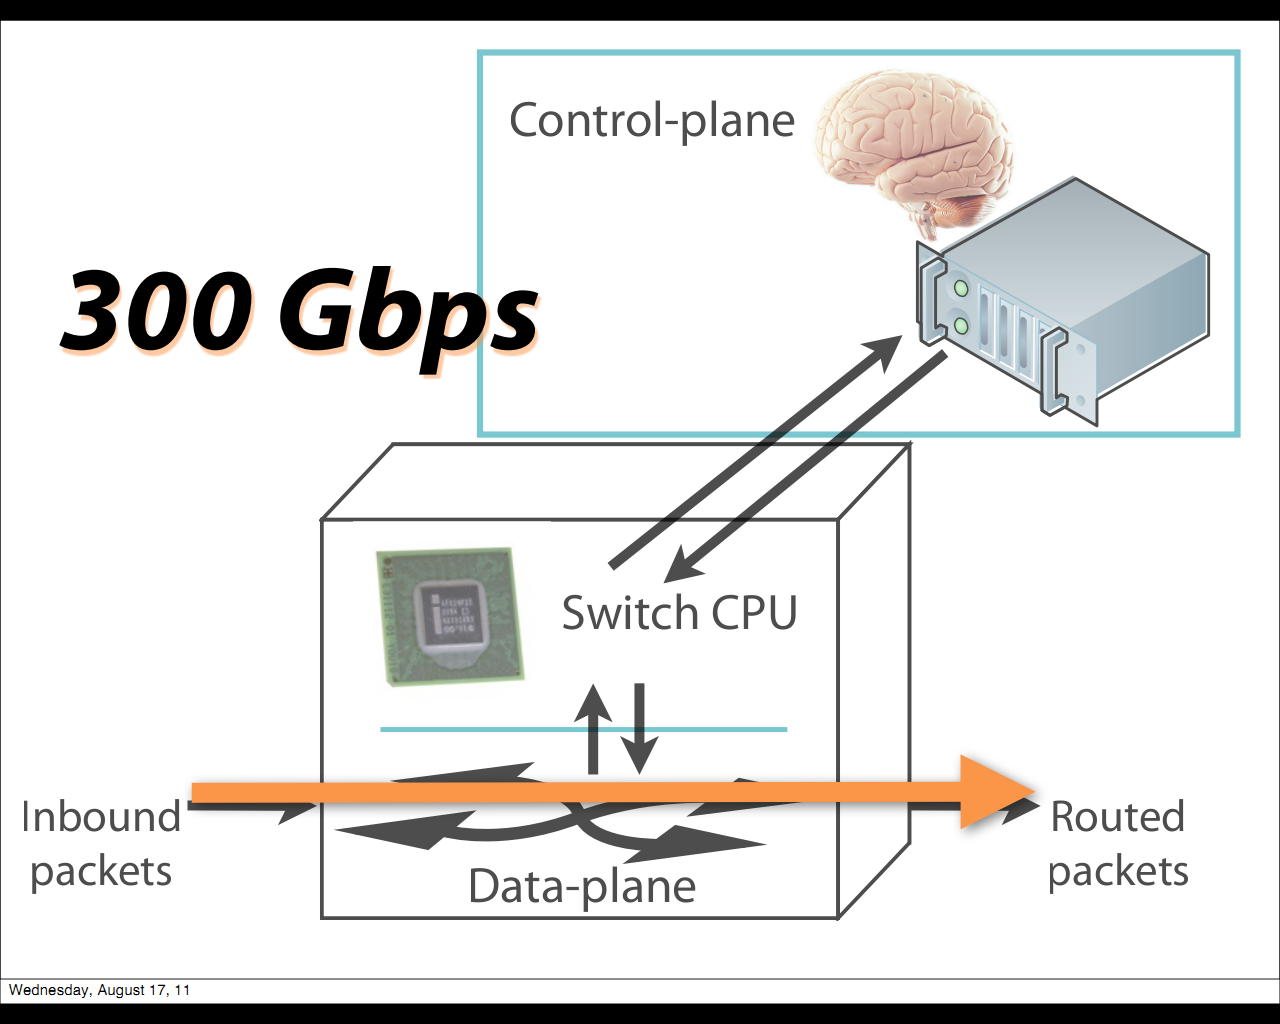 Control-plane
300 Gbps
Switch CPU
Inbound
packets
Routed
packets
Data-plane
Wednesday, August 17, 11